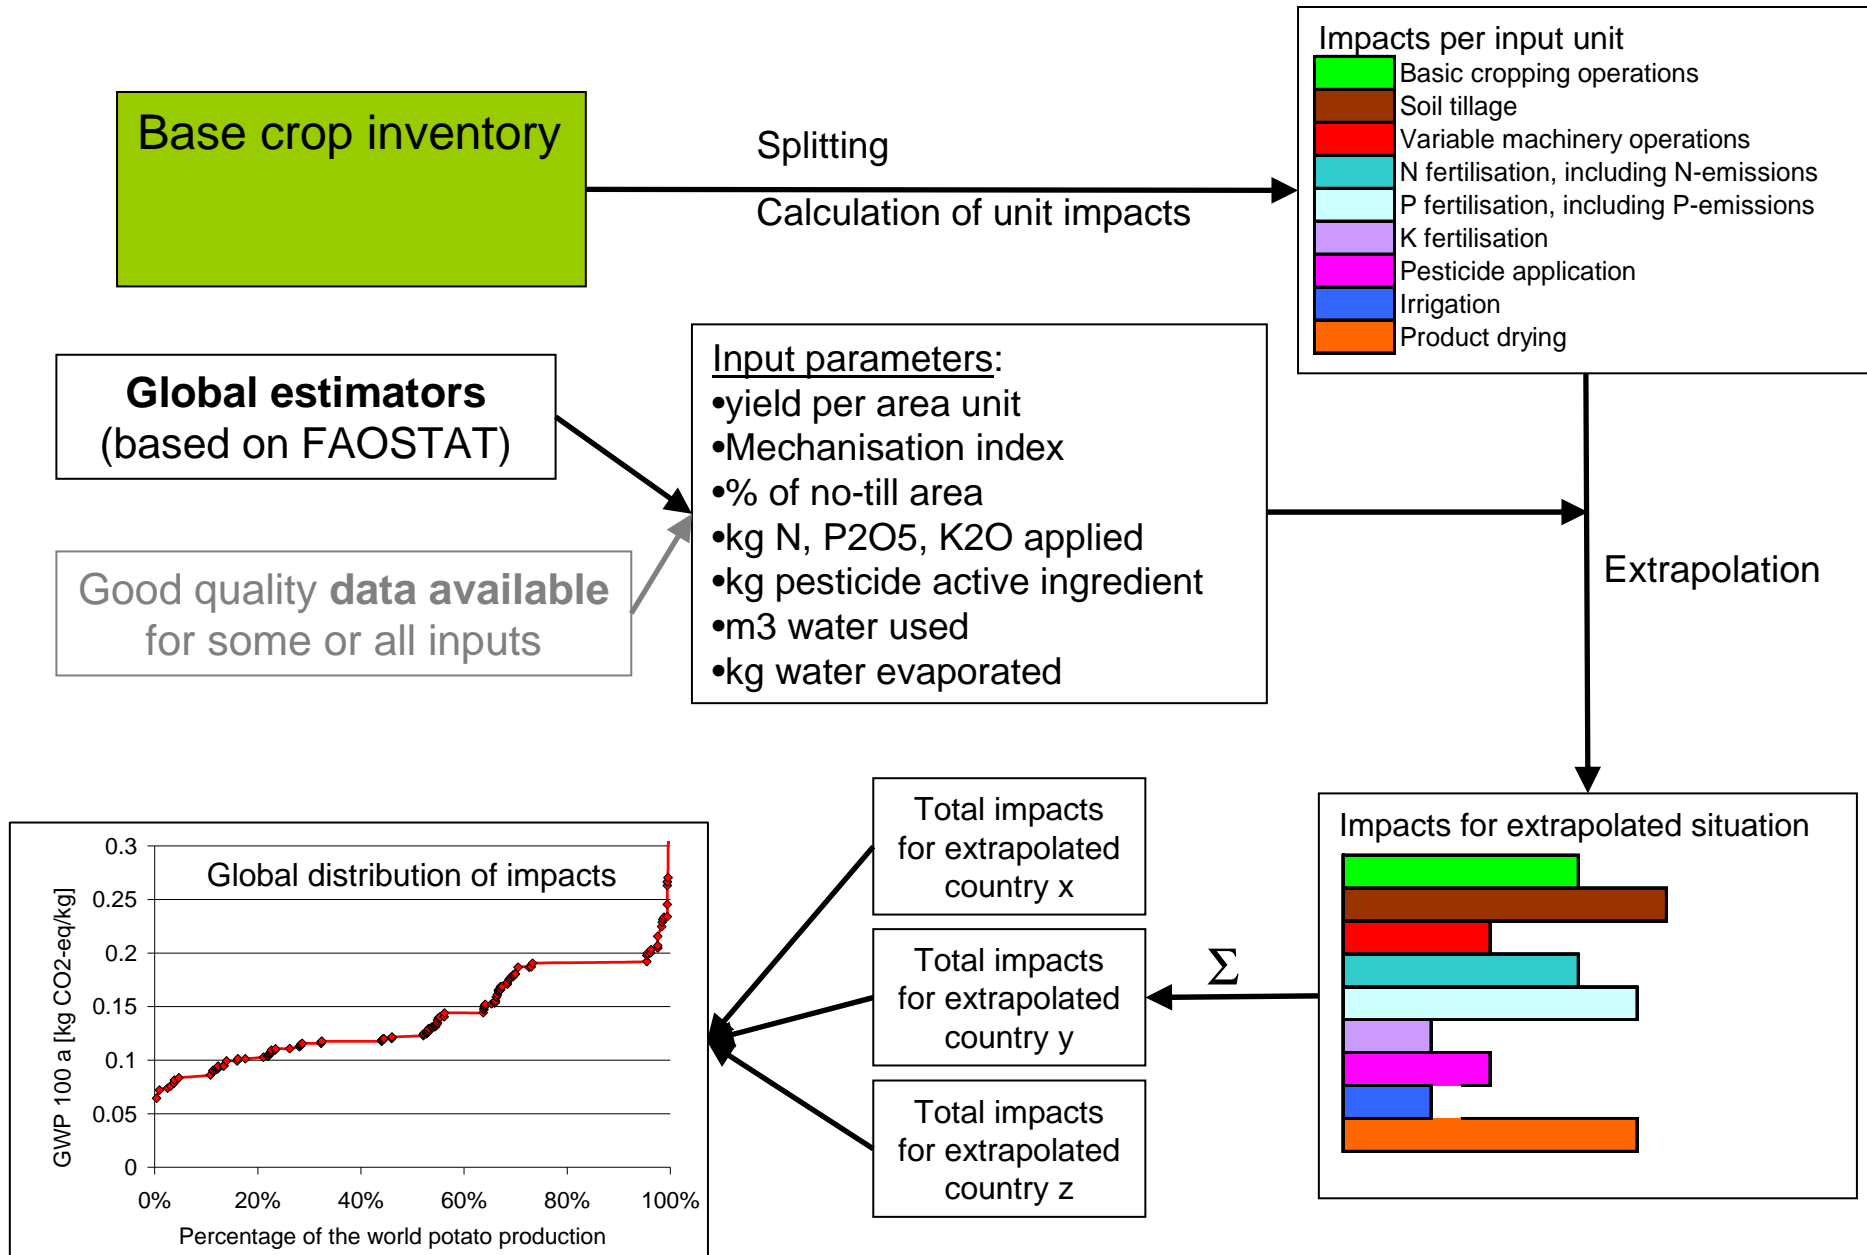 Base crop inventory
Splitting
Calculation of unit impacts
Impacts per input unit
Basic cropping operations
Soil tillage
Variable machinery operations
N fertilisation, including N-emissions
P fertilisation, including P-emissions
K fertilisation
Pesticide application
Irrigation
Product drying
Global estimators
(based on FAOSTAT)
Good quality data available
for some or all inputs
Input parameters:
•yield per area unit
•Mechanisation index
•% of no-till area
•kg N, P2O5, K2O applied
•kg pesticide active ingredient
•m3 water used
•kg water evaporated
Extrapolation
Impacts for extrapolated situation
Σ
Total impacts
for extrapolated
country x
Total impacts
for extrapolated
country y
Total impacts
for extrapolated
country z
Global distribution of impacts
GWP 100 a [kg CO2-eq/kg]
0.3
0.25
0.2
0.15
0.1
0.05
0
0% 20% 40% 60% 80% 100%
Percentage of the world potato production